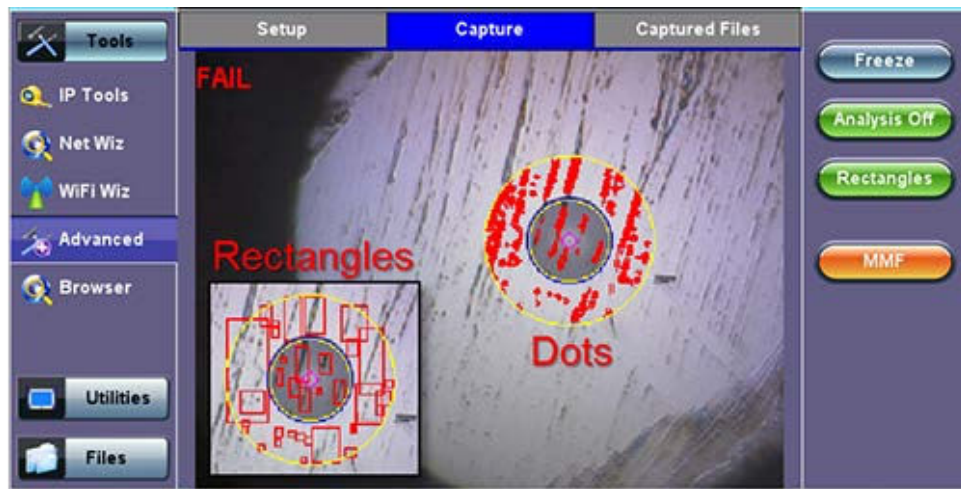 Tools
Setup
Capture
Captured Files
IP Tools
Net Wiz
WiFi Wiz
Advanced
Browser
Utilities
Files
FAIL
Rectangles
Dots
Freeze
Analysis Off
Rectangles
MMF